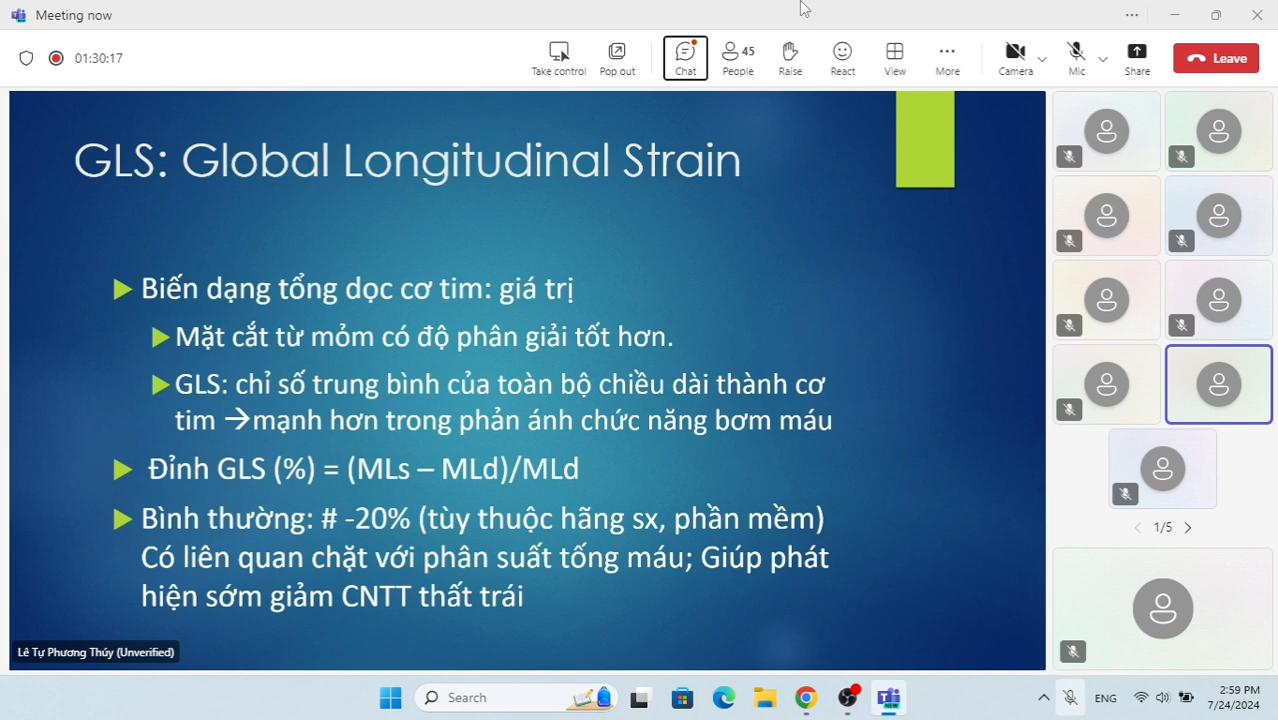 Meeting now
01:30:17
Take control
Pop out
Chat
45
People
Raise
React
View
More
Camera
Mic
Share
Leave
GLS: Global Longitudinal Strain
Biến dạng tổng dọc cơ tim: giá trị
Mặt cắt từ mỏm có độ phân giải tốt hơn.
GLS: chỉ số trung bình của toàn bộ chiều dài thành cơ
tim →mạnh hơn trong phản ánh chức năng bơm máu
Đỉnh GLS (%) = (MLs – MLd)/MLd
Bình thường: # -20% (tùy thuộc hãng sx, phần mềm)
Có liên quan chặt với phân suất tống máu; Giúp phát
hiện sớm giảm CNTT thất trái
Lê Tự Phương Thúy (Unverified)
1/5
Search
NEW
ENG
2:59 PM
7/24/2024